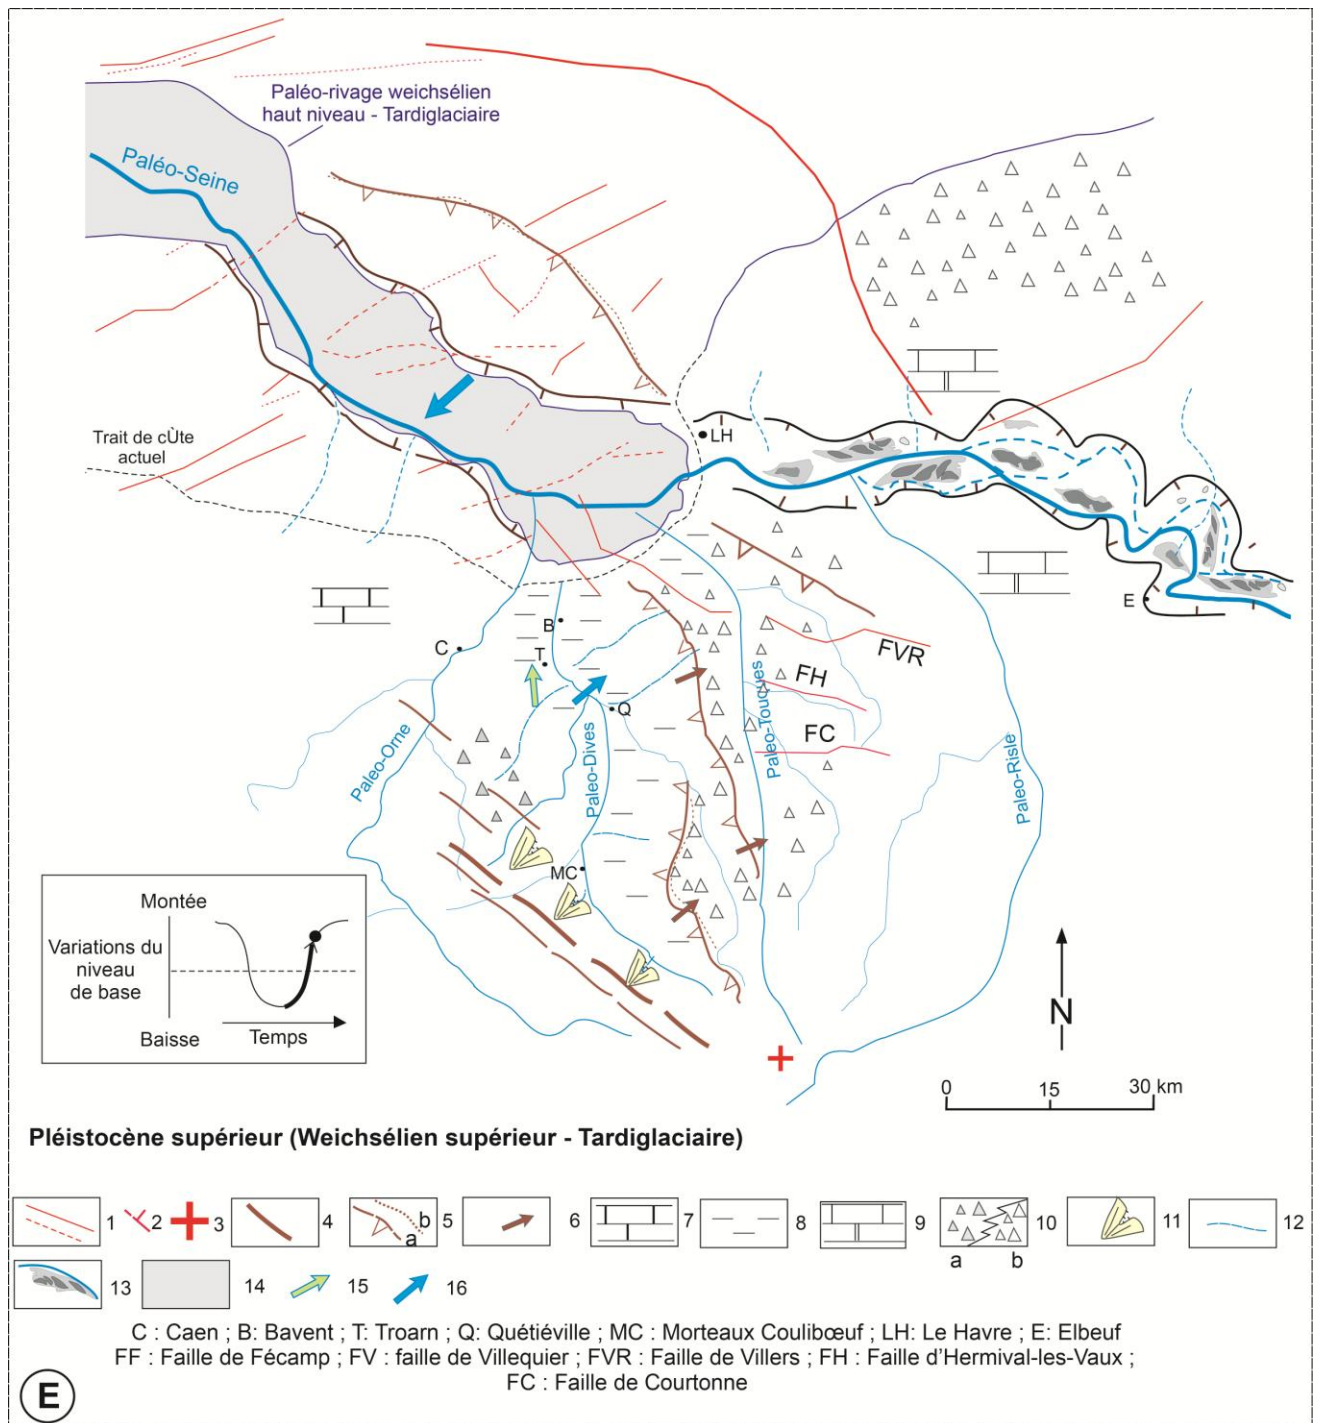 Paléo-rivage weichsélien
haut niveau - Tardiglaciaire
Paléo-Seine
Trait de cÙte
actuel
LH
E
B
C
T
Q
MC
FVR
FH
FC
Paleo-Orne
Paleo-Dives
Paleo-Touques
Paleo-Risle
Montée
Variations du
niveau
de base
Baisse
Temps
N
0 15 30 km
Pléistocène supérieur (Weichsélien supérieur - Tardiglaciaire)
1 2 3 4 a b 5 6 7 8 9 10 11 12
a b
13 14 15 16
C : Caen ; B: Bavent ; T: Troarn ; Q: Quétiéville ; MC : Morteaux Coulibœuf ; LH: Le Havre ; E: Elbeuf
FF : Faille de Fécamp ; FV : faille de Villequier ; FVR : Faille de Villers ; FH : Faille d'Hermival-les-Vaux ;
FC : Faille de Courtonne
E